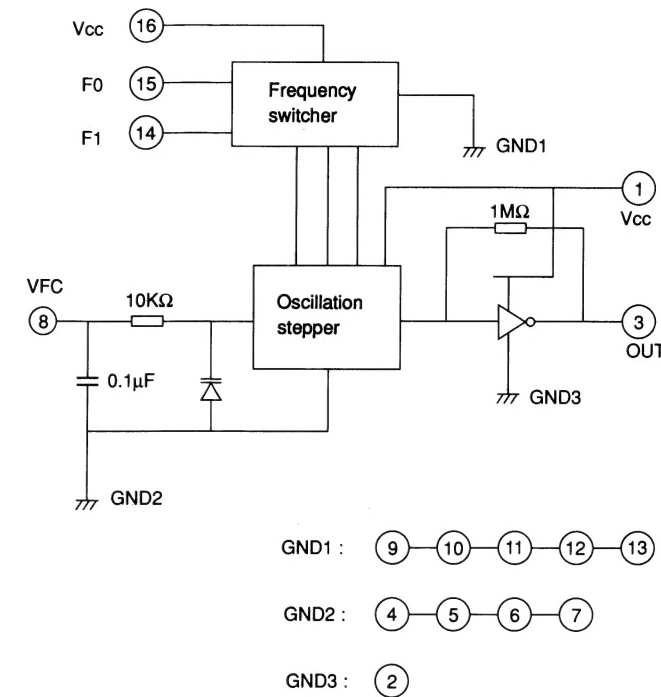 Vcc 16
F0 15
F1 14
Frequency
switcher
GND1
1
Vcc
1MΩ
VFC
8
10KΩ
0.1μF
Oscillation
stepper
3
OUT
GND3
GND2
GND1 : 9 10 11 12 13
GND2 : 4 5 6 7
GND3 : 2